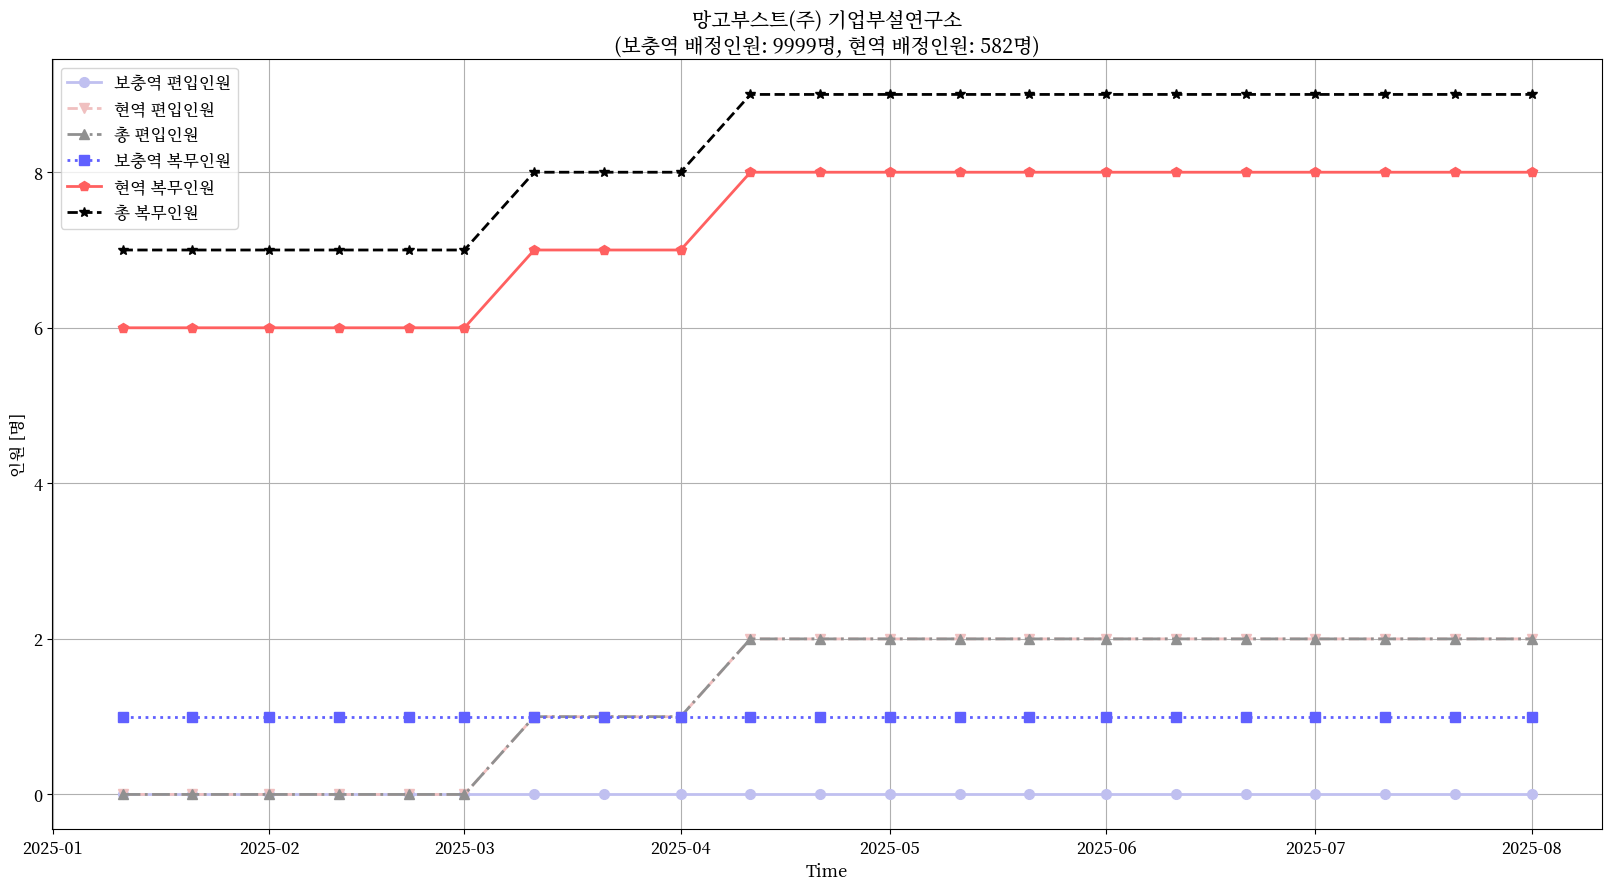 망고부스트(주) 기업부설연구소
(보충역 배정인원: 9999명, 현역 배정인원: 582명)
보충역 편입인원
현역 편입인원
총 편입인원
보충역 복무인원
현역 복무인원
총 복무인원
8
6
4
2
0
인원 [명]
2025-01 2025-02 2025-03 2025-04 2025-05 2025-06 2025-07 2025-08
Time